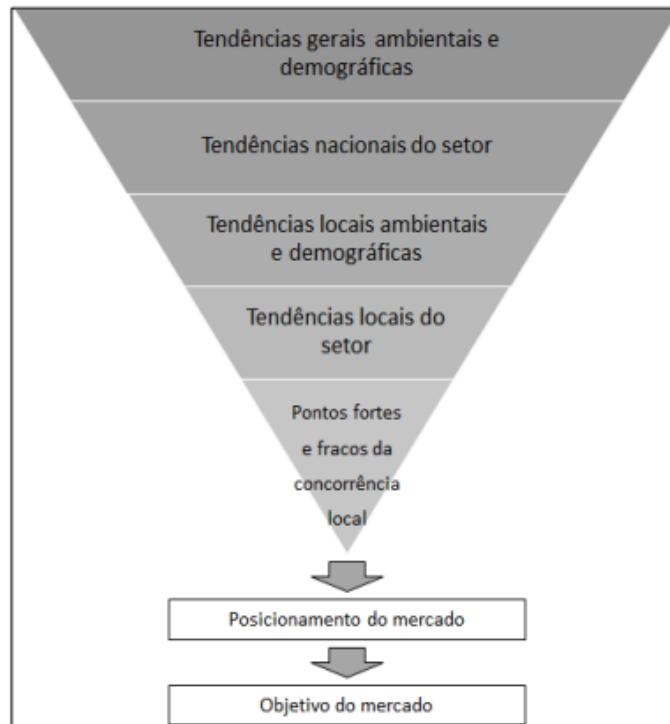 Tendências gerais ambientais e
demográficas
Tendências nacionais do setor
Tendências locais ambientais
e demográficas
Tendências locais do
setor
Pontos fortes
e fracos da
concorrência
local
Posicionamento do mercado
Objetivo do mercado